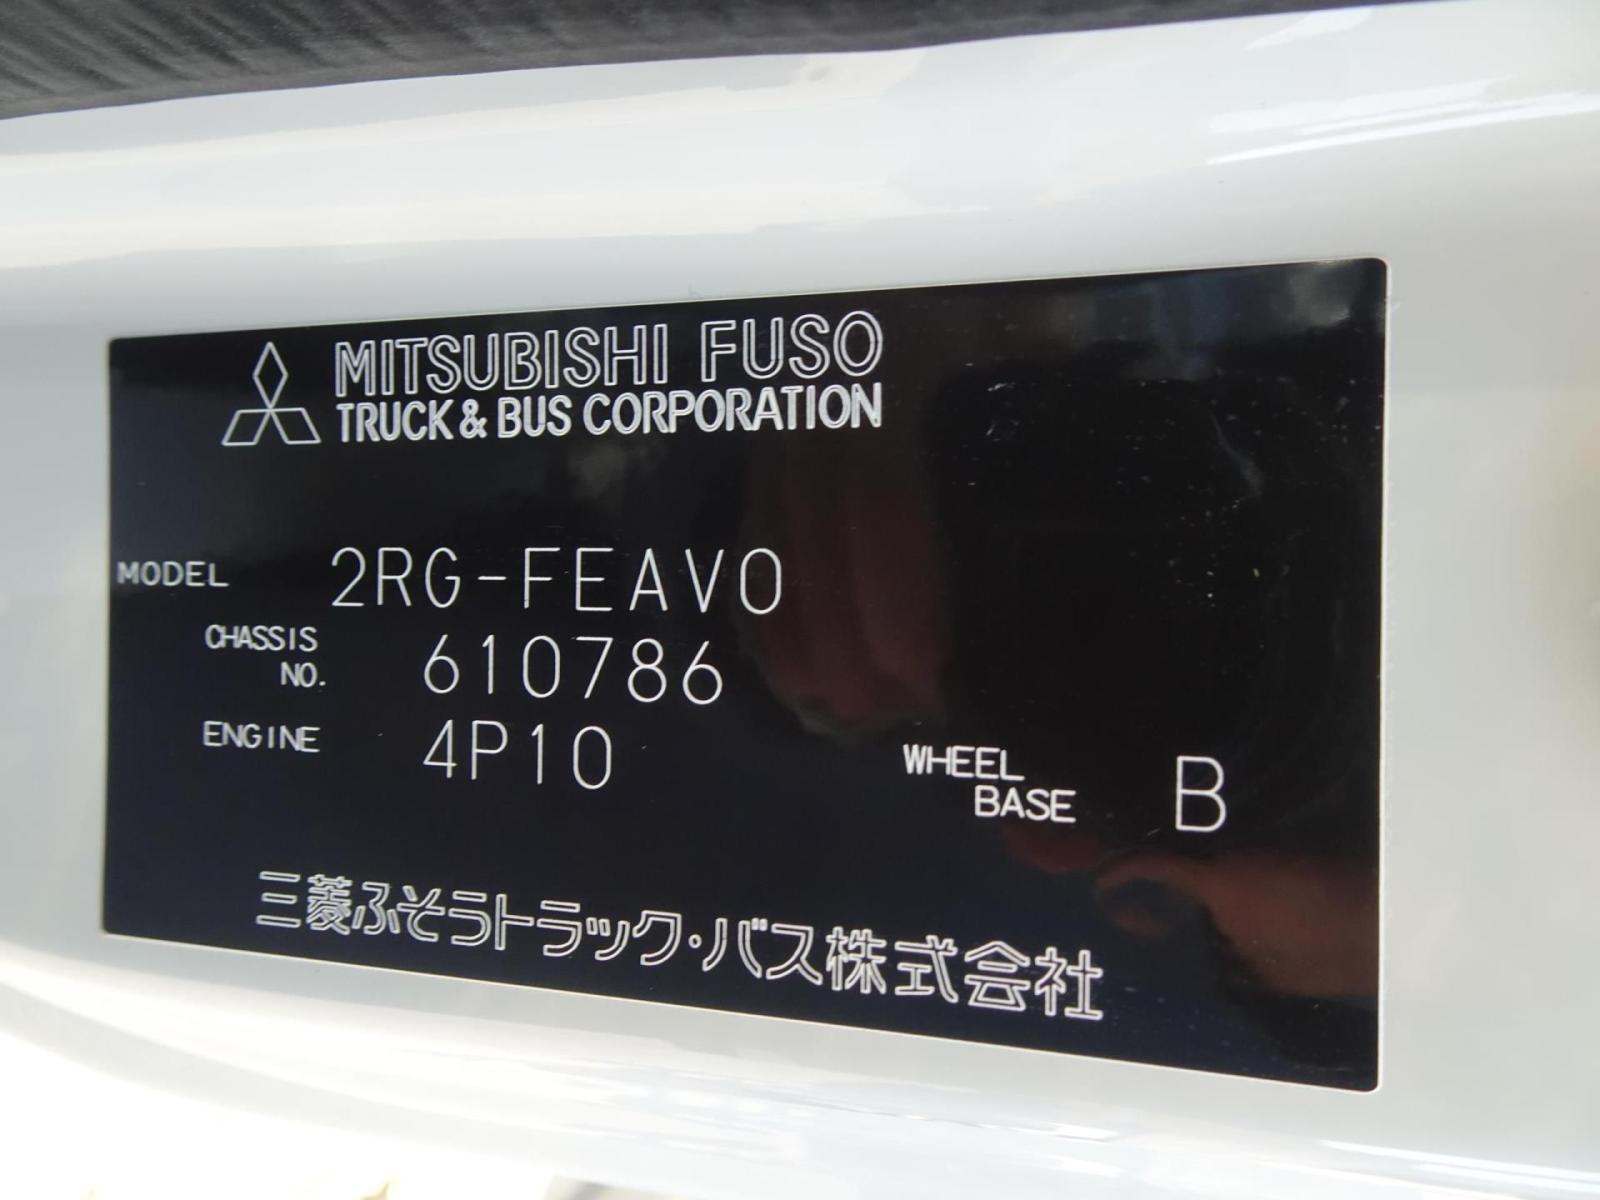 MITSUBISHI FUSO
TRUCK & BUS CORPORATION
MODEL 2RG-FEAV0
CHASSIS NO. 610786
ENGINE 4P10
WHEEL BASE B
三菱ふそうトラック・バス株式会社